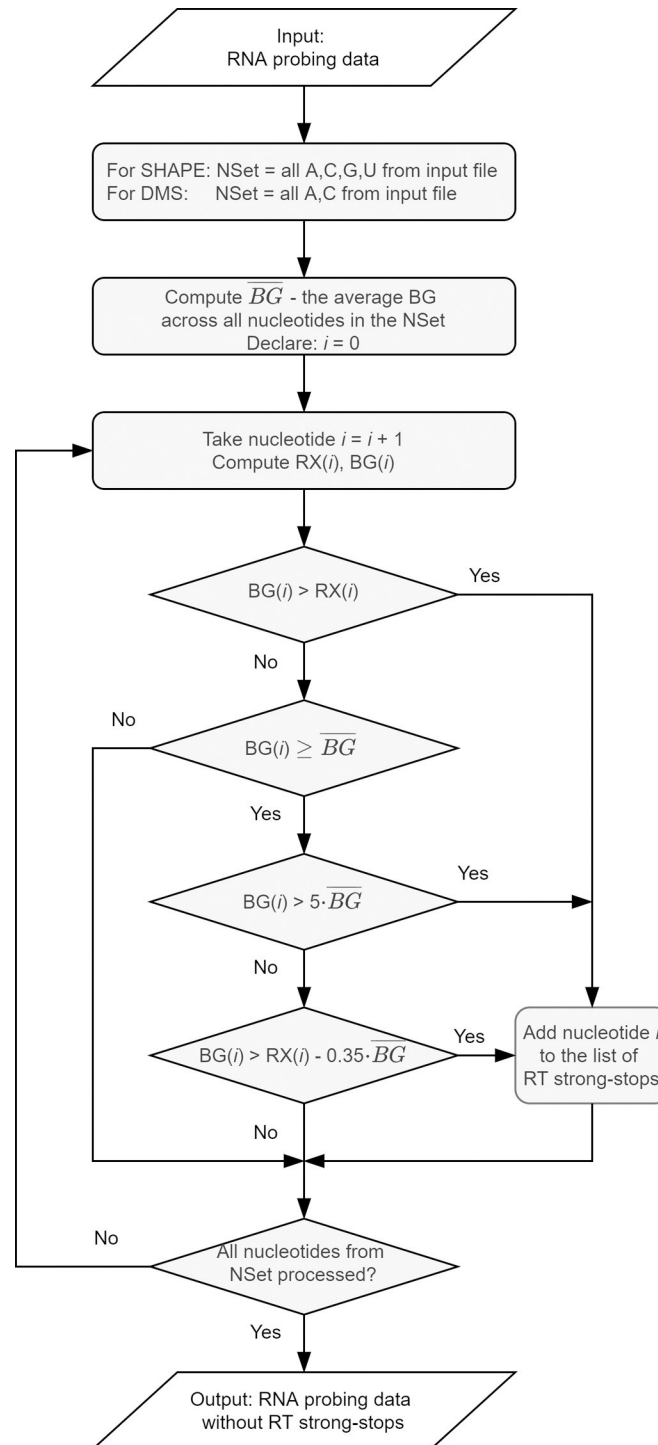 Input:
RNA probing data
For SHAPE: NSet = all A,C,G,U from input file
For DMS: NSet = all A,C from input file
Compute B̅G̅ - the average BG
across all nucleotides in the NSet
Declare: i = 0
Take nucleotide i = i + 1
Compute RX(i), BG(i)
BG(i) > RX(i)
Yes
No
No
BG(i) ≥ B̅G̅
Yes
BG(i) > 5·B̅G̅
Yes
No
BG(i) > RX(i) - 0.35·B̅G̅
Yes
Add nucleotide i
to the list of
RT strong-stops
No
No
All nucleotides from
NSet processed?
Yes
Output: RNA probing data
without RT strong-stops